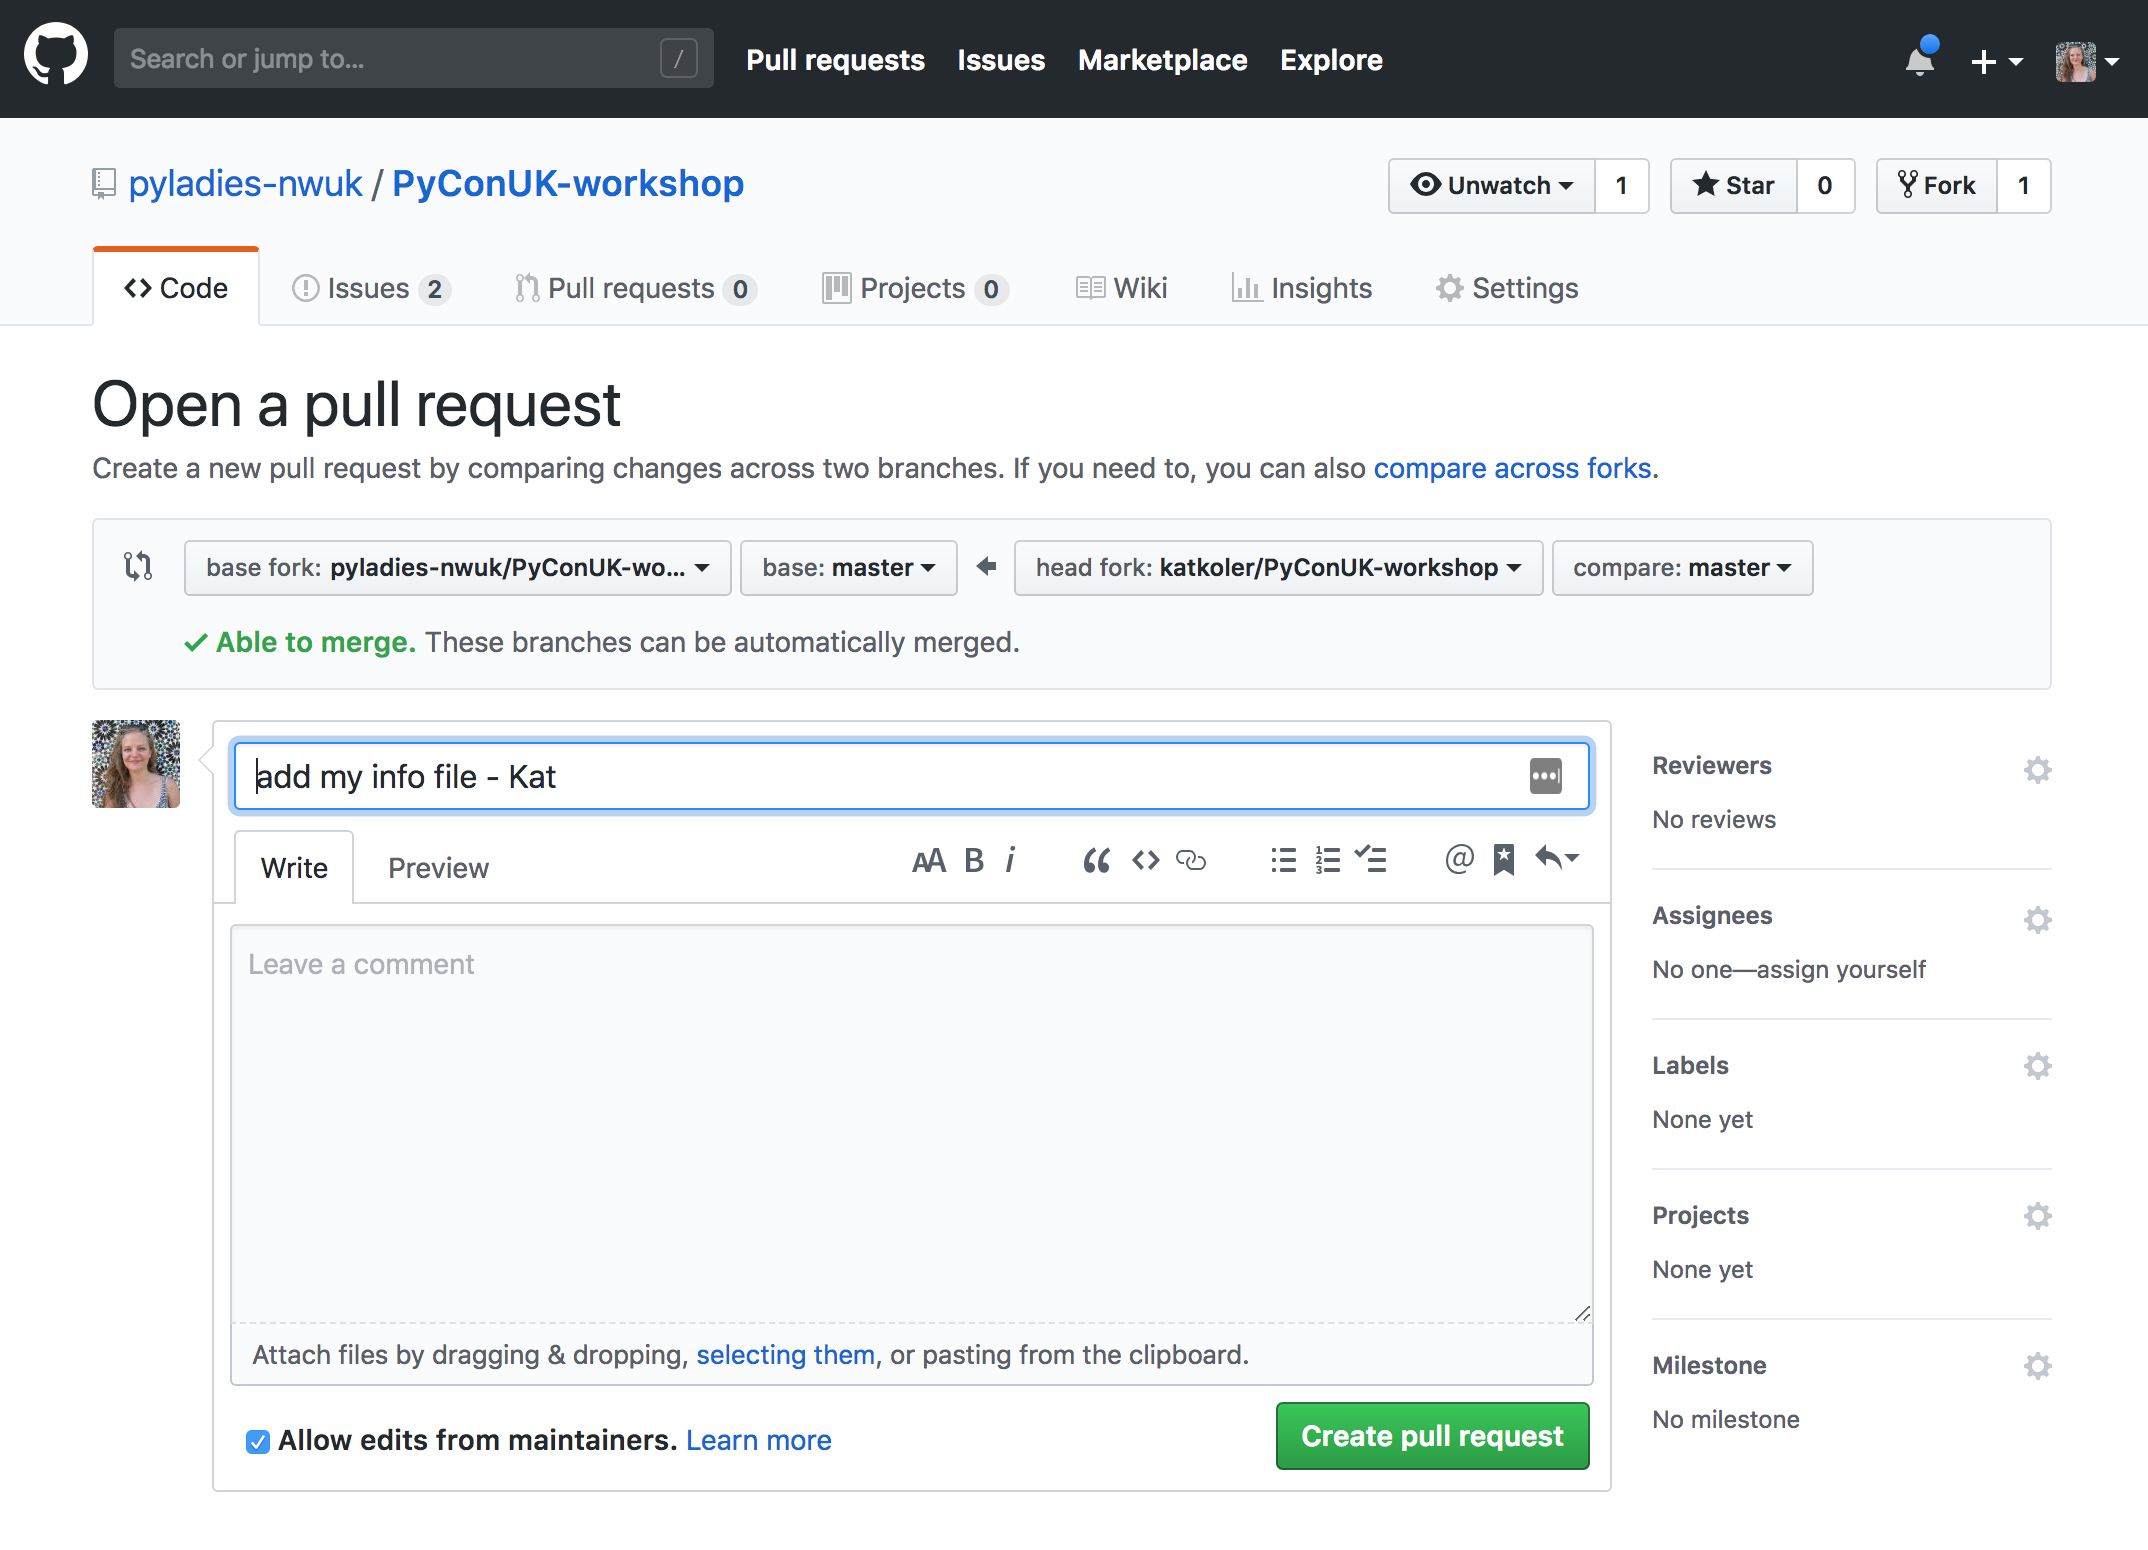 Search or jump to... /
Pull requests Issues Marketplace Explore
pyladies-nwuk / PyConUK-workshop
Unwatch 1 Star 0 Fork 1
Code Issues 2 Pull requests 0 Projects 0 Wiki Insights Settings
Open a pull request
Create a new pull request by comparing changes across two branches. If you need to, you can also compare across forks.
base fork: pyladies-nwuk/PyConUK-wo... base: master head fork: katkoler/PyConUK-workshop compare: master
Able to merge. These branches can be automatically merged.
add my info file - Kat
Write Preview AA B i “ <> @
Leave a comment
Attach files by dragging & dropping, selecting them, or pasting from the clipboard.
Allow edits from maintainers. Learn more
Create pull request
Reviewers
No reviews
Assignees
No one—assign yourself
Labels
None yet
Projects
None yet
Milestone
No milestone